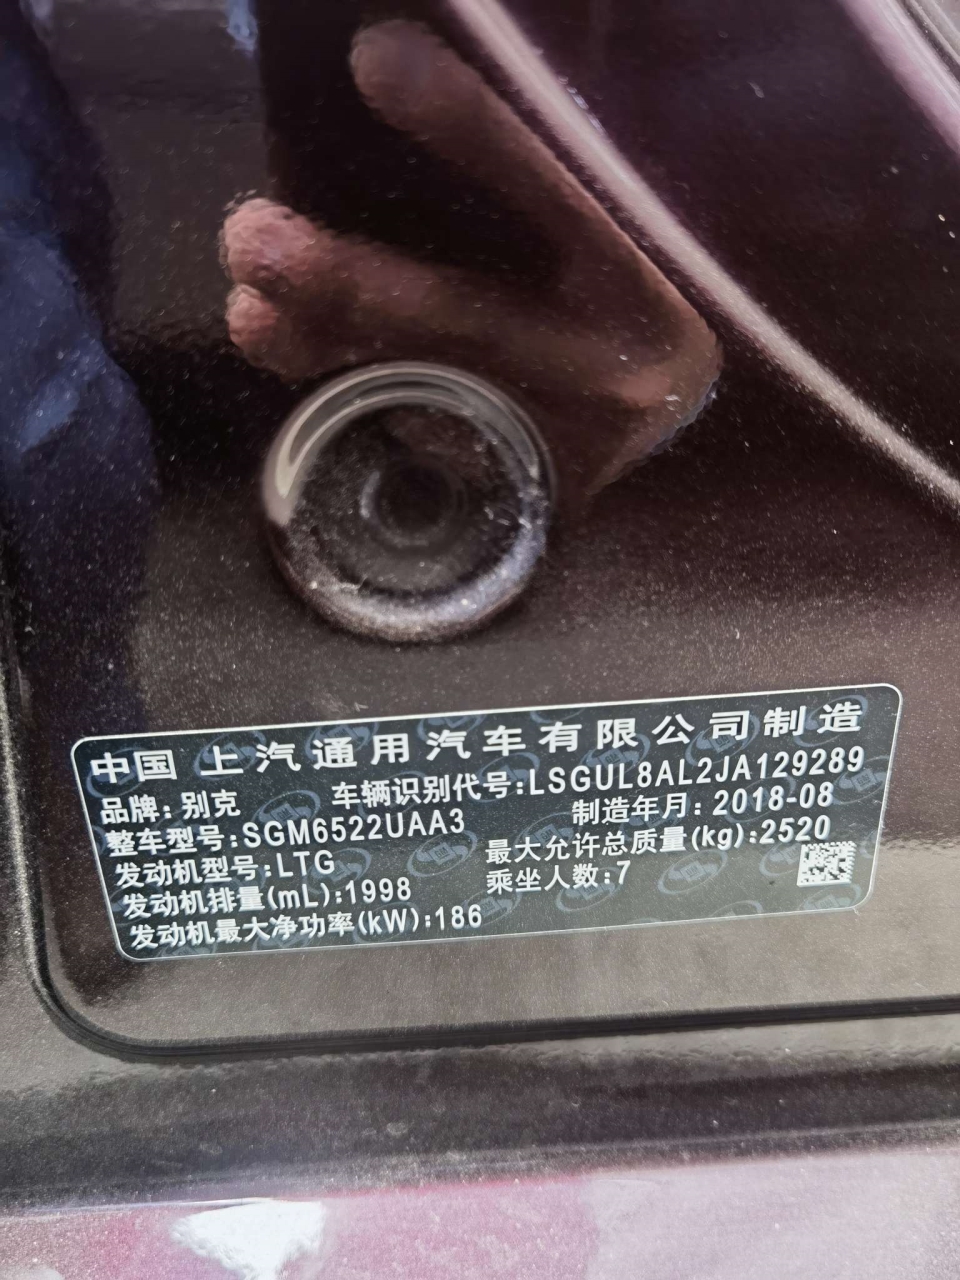 中国 上汽通用汽车有限公司制造
品牌:别克 车辆识别代号:LSGUL8AL2JA129289
整车型号:SGM6522UAA3 制造年月:2018-08
发动机型号:LTG 最大允许总质量(kg):2520
发动机排量(mL):1998 乘坐人数:7
发动机最大净功率(kW):186